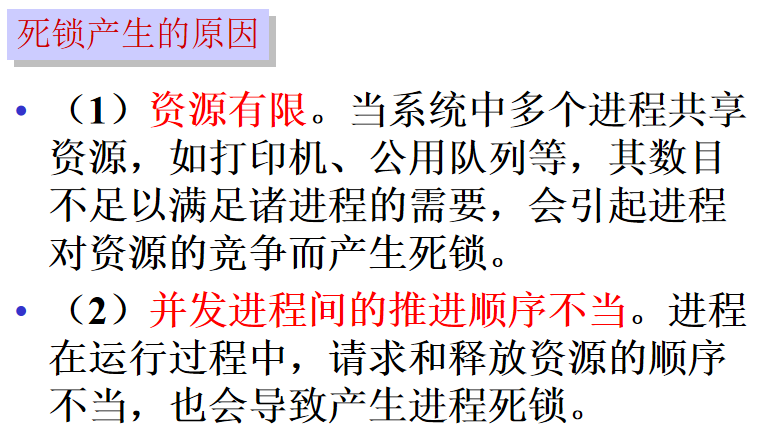 死锁产生的原因
• （1）资源有限。当系统中多个进程共享
资源，如打印机、公用队列等，其数目
不足以满足诸进程的需要，会引起进程
对资源的竞争而产生死锁。
• （2）并发进程间的推进顺序不当。进程
在运行过程中，请求和释放资源的顺序
不当，也会导致产生进程死锁。